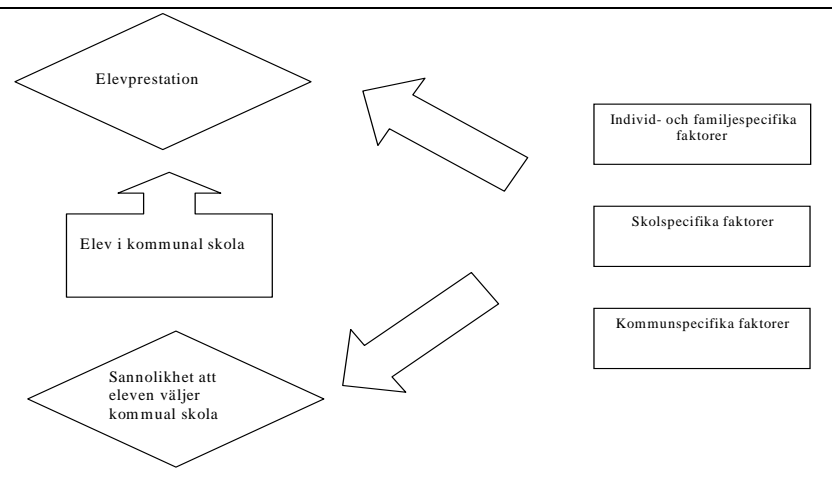 Elevprestation
Individ- och familjespecifika
faktorer
Skolspecifika faktorer
Elev i kommunal skola
Kommunspecifika faktorer
Sannolikhet att
eleven väljer
kommual skola